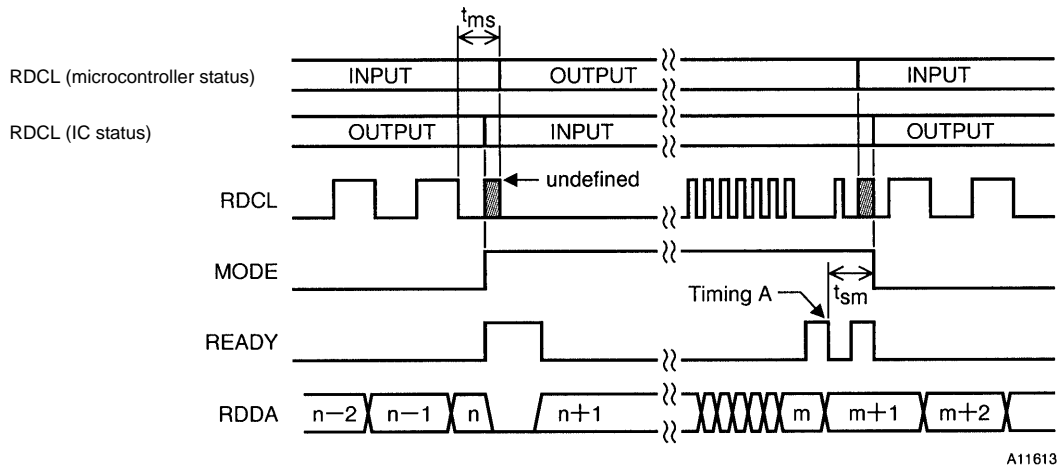 tms
RDCL (microcontroller status) INPUT OUTPUT INPUT
RDCL (IC status) OUTPUT INPUT OUTPUT
RDCL undefined
MODE
Timing A tsm
READY
RDDA n−2 n−1 n n+1 m m+1 m+2
A11613